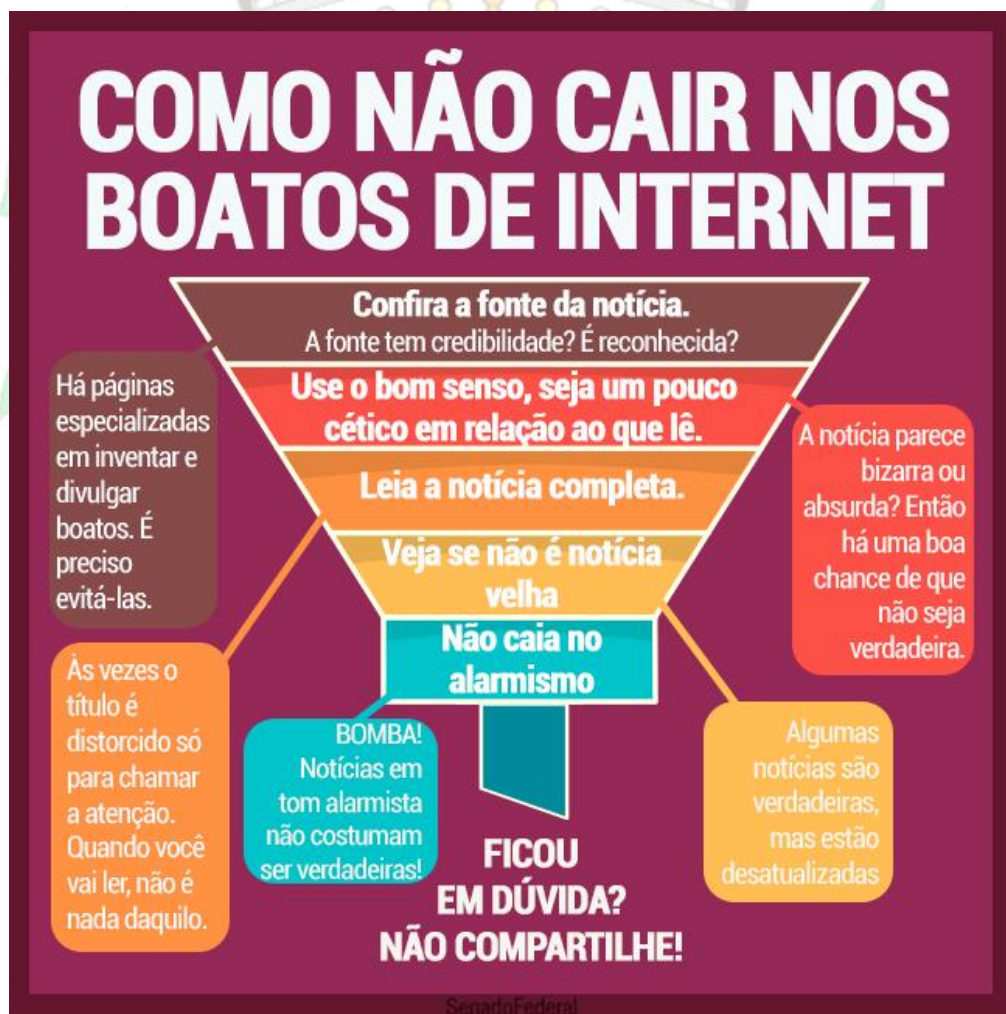 COMO NÃO CAIR NOS
BOATOS DE INTERNET
Confira a fonte da notícia.
A fonte tem credibilidade? É reconhecida?
Há páginas
especializadas
em inventar e
divulgar
boatos. É
preciso
evitá-las.
Use o bom senso, seja um pouco
cético em relação ao que lê.
A notícia parece
bizarra ou
absurda? Então
há uma boa
chance de que
não seja
verdadeira.
Leia a notícia completa.
Às vezes o
título é
distorcido só
para chamar
a atenção.
Quando você
vai ler, não é
nada daquilo.
Veja se não é notícia
velha
Algumas
notícias são
verdadeiras,
mas estão
desatualizadas
Não caia no
alarmismo
BOMBA!
Notícias em
tom alarmista
não costumam
ser verdadeiras!
FICOU
EM DÚVIDA?
NÃO COMPARTILHE!
SenadoFederal